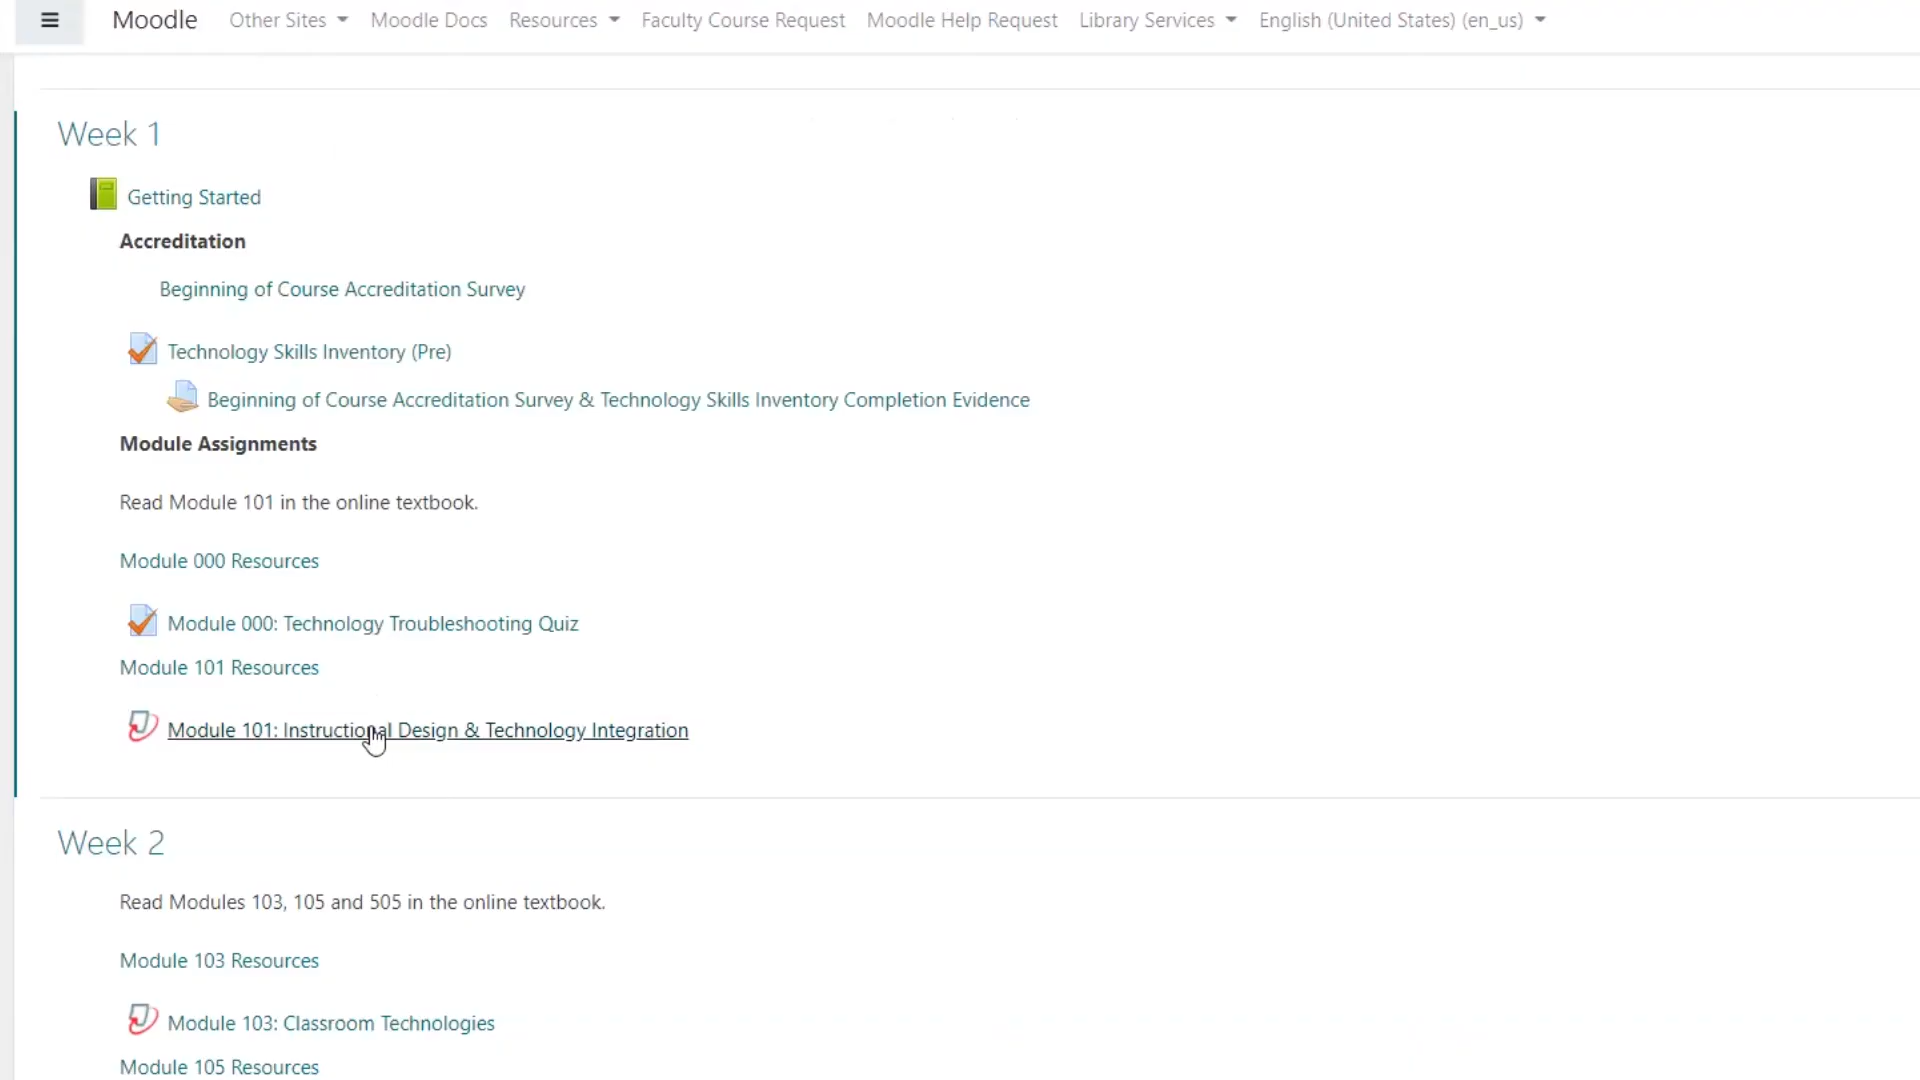 Moodle Other Sites Moodle Docs Resources Faculty Course Request Moodle Help Request Library Services English (United States) (en_us)
Week 1
Getting Started
Accreditation
Beginning of Course Accreditation Survey
Technology Skills Inventory (Pre)
Beginning of Course Accreditation Survey & Technology Skills Inventory Completion Evidence
Module Assignments
Read Module 101 in the online textbook.
Module 000 Resources
Module 000: Technology Troubleshooting Quiz
Module 101 Resources
Module 101: Instructional Design & Technology Integration
Week 2
Read Modules 103, 105 and 505 in the online textbook.
Module 103 Resources
Module 103: Classroom Technologies
Module 105 Resources